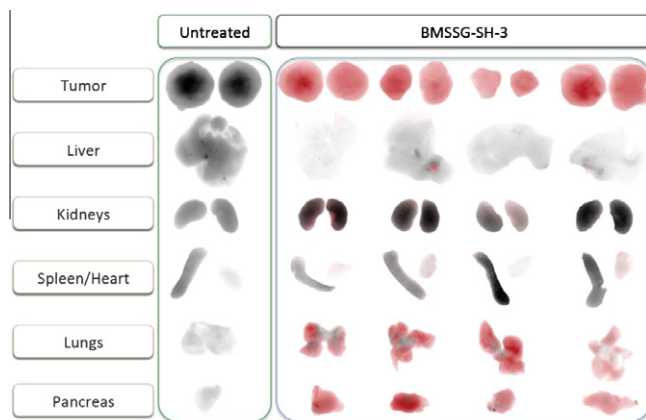 Untreated
BMSSG-SH-3
Tumor
Liver
Kidneys
Spleen/Heart
Lungs
Pancreas